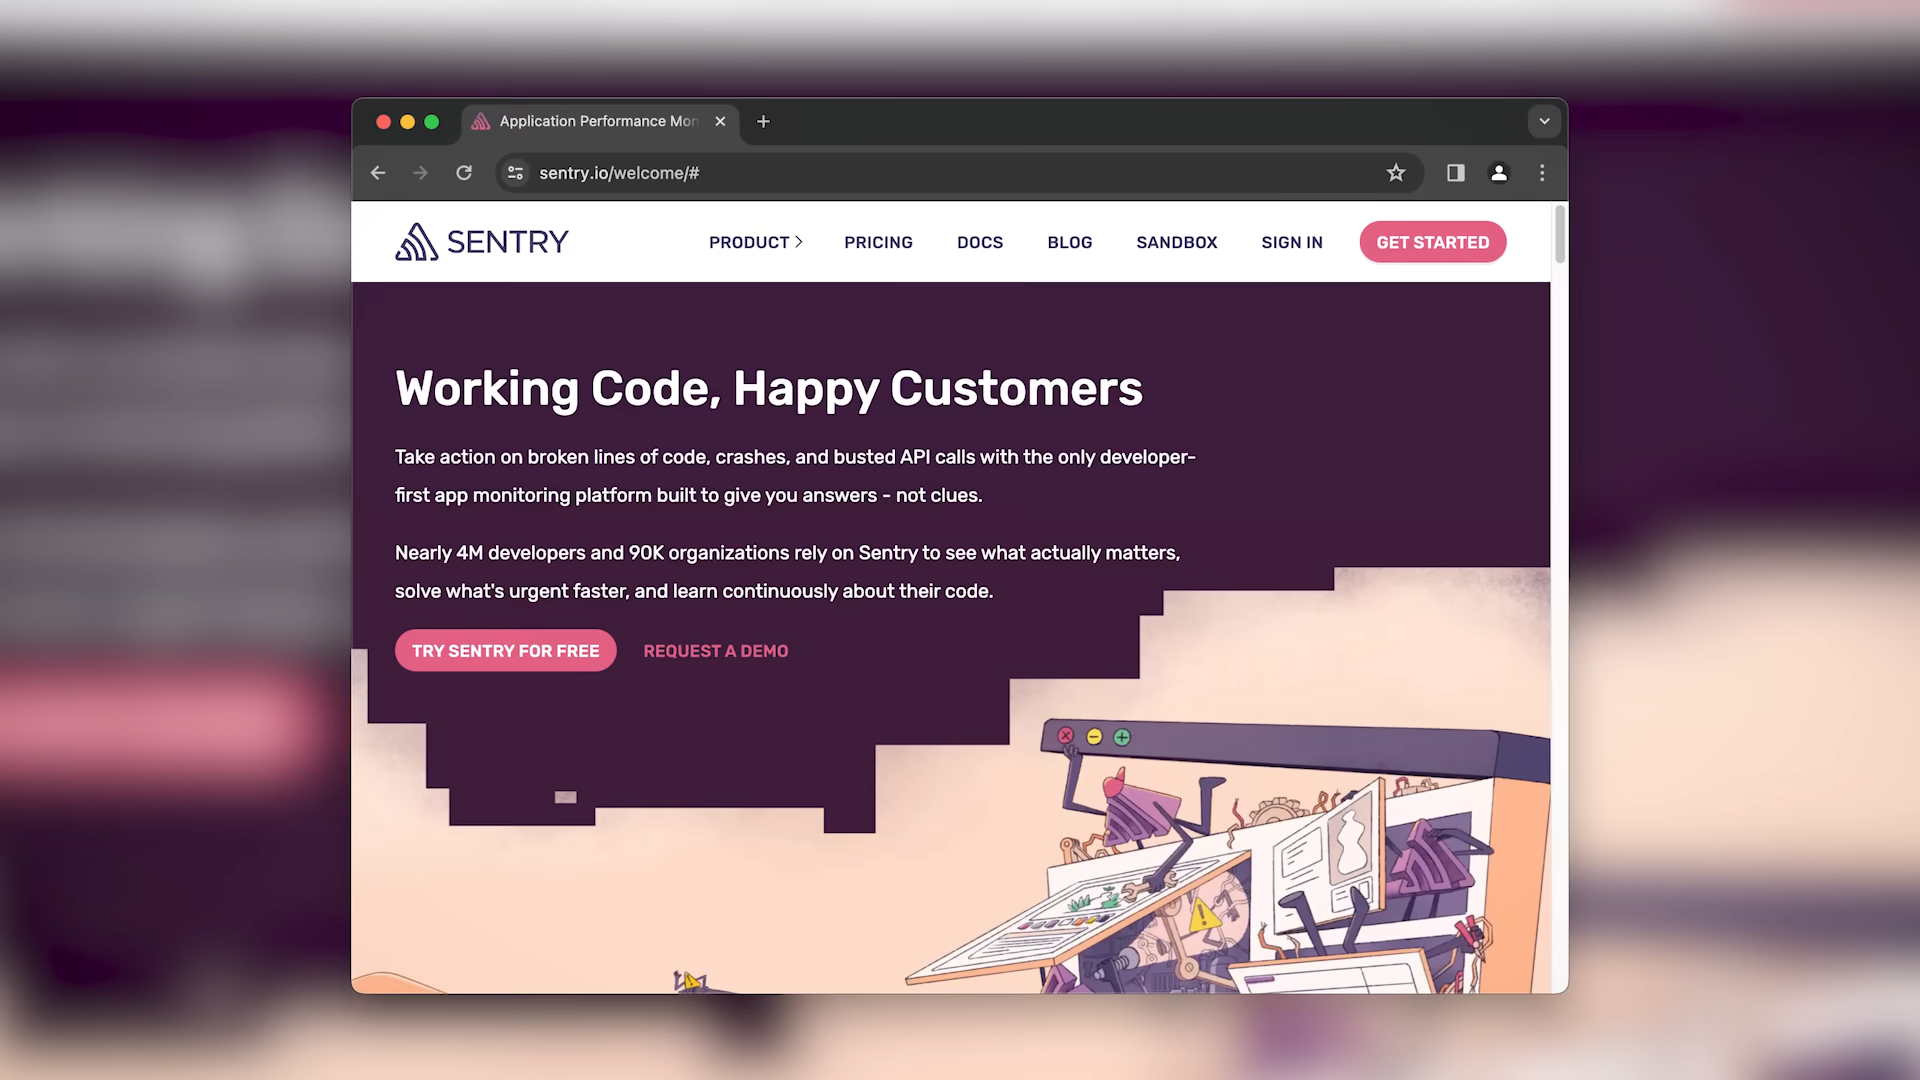 Application Performance Mon
sentry.io/welcome/#
SENTRY
PRODUCT
PRICING
DOCS
BLOG
SANDBOX
SIGN IN
GET STARTED
Working Code, Happy Customers
Take action on broken lines of code, crashes, and busted API calls with the only developer-
first app monitoring platform built to give you answers - not clues.
Nearly 4M developers and 90K organizations rely on Sentry to see what actually matters,
solve what's urgent faster, and learn continuously about their code.
TRY SENTRY FOR FREE
REQUEST A DEMO